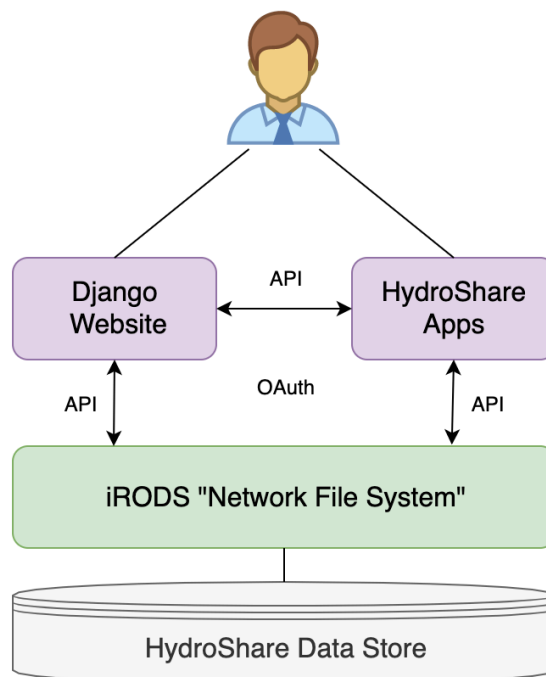 API
Django
Website
HydroShare
Apps
API
OAuth
API
iRODS "Network File System"
HydroShare Data Store